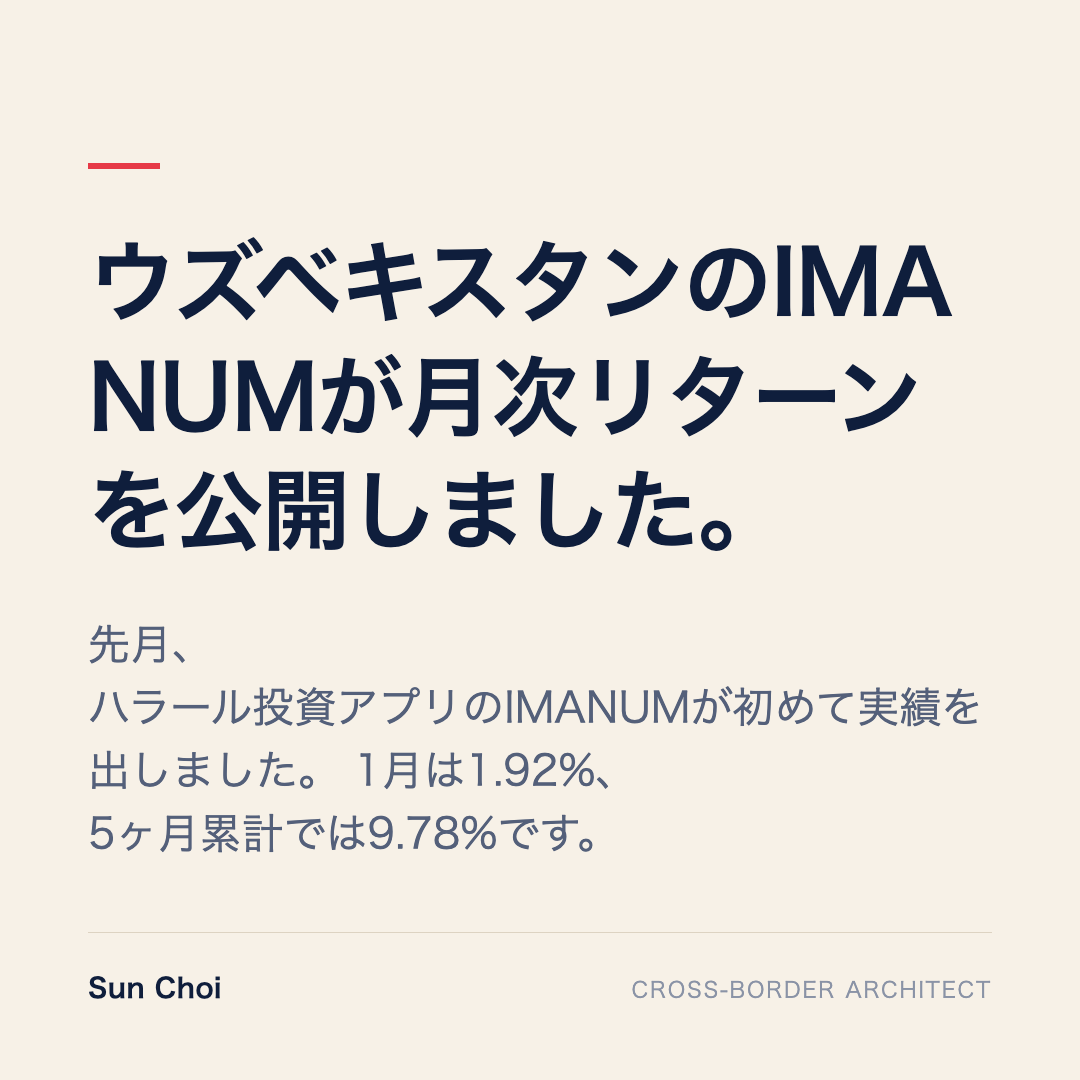 ウズベキスタンのIMA
NUMが月次リターン
を公開しました。
先月、
ハラール投資アプリのIMANUMが初めて実績を
出しました。 1月は1.92%、
5ヶ月累計では9.78%です。
Sun Choi
CROSS-BORDER ARCHITECT